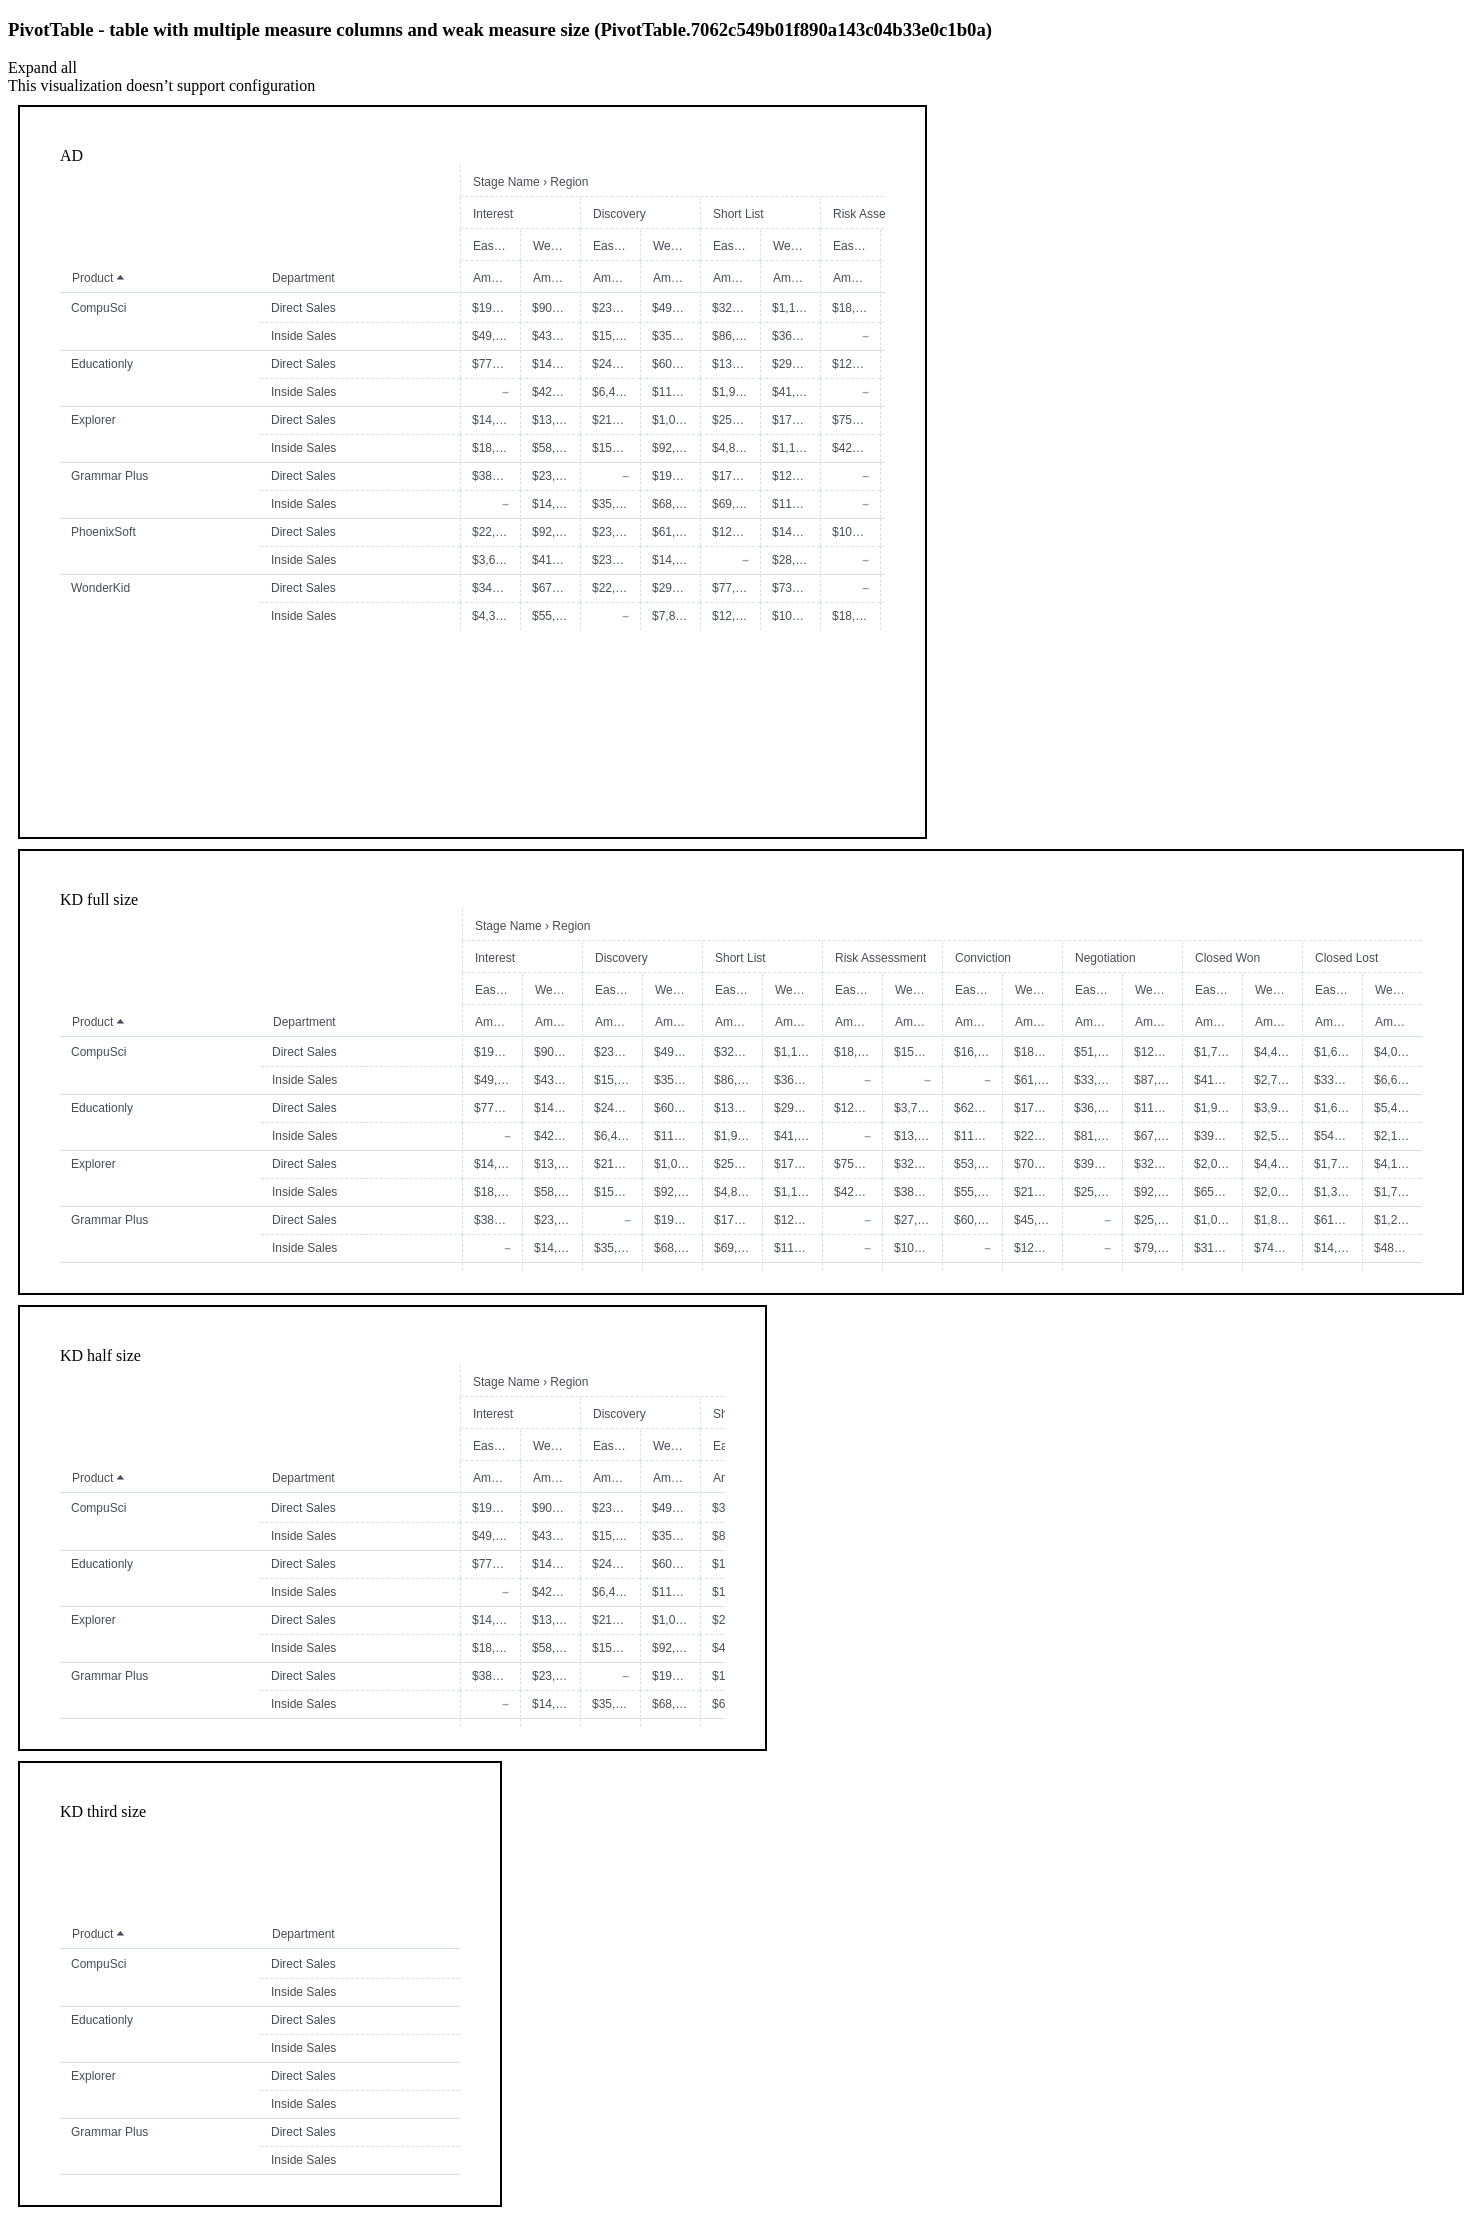 PivotTable - table with multiple measure columns and weak measure size (PivotTable.7062c549b01f890a143c04b33e0c1b0a)
Expand all
This visualization doesn’t support configuration
AD
Stage Name › Region
Interest Discovery Short List Risk Asse
Eas… We… Eas… We… Eas… We… Eas…
Product Department Am… Am… Am… Am… Am… Am… Am…
CompuSci Direct Sales $19… $90… $23… $49… $32… $1,1… $18,…
Inside Sales $49,… $43… $15,… $35… $86,… $36… –
Educationly Direct Sales $77… $14… $24… $60… $13… $29… $12…
Inside Sales – $42… $6,4… $11… $1,9… $41,… –
Explorer Direct Sales $14,… $13,… $21… $1,0… $25… $17… $75…
Inside Sales $18,… $58,… $15… $92,… $4,8… $1,1… $42…
Grammar Plus Direct Sales $38… $23,… – $19… $17… $12… –
Inside Sales – $14,… $35,… $68,… $69,… $11… –
PhoenixSoft Direct Sales $22,… $92,… $23,… $61,… $12… $14… $10…
Inside Sales $3,6… $41… $23… $14,… – $28,… –
WonderKid Direct Sales $34… $67… $22,… $29… $77,… $73… –
Inside Sales $4,3… $55,… – $7,8… $12,… $10… $18,…
KD full size
Stage Name › Region
Interest Discovery Short List Risk Assessment Conviction Negotiation Closed Won Closed Lost
Eas… We… Eas… We… Eas… We… Eas… We… Eas… We… Eas… We… Eas… We… Eas… We…
Product Department Am… Am… Am… Am… Am… Am… Am… Am… Am… Am… Am… Am… Am… Am… Am… Am…
CompuSci Direct Sales $19… $90… $23… $49… $32… $1,1… $18,… $15… $16,… $18… $51,… $12… $1,7… $4,4… $1,6… $4,0…
Inside Sales $49,… $43… $15,… $35… $86,… $36… – – – $61,… $33,… $87,… $41… $2,7… $33… $6,6…
Educationly Direct Sales $77… $14… $24… $60… $13… $29… $12… $3,7… $62… $17… $36,… $11… $1,9… $3,9… $1,6… $5,4…
Inside Sales – $42… $6,4… $11… $1,9… $41,… – $13,… $11… $22… $81,… $67,… $39… $2,5… $54… $2,1…
Explorer Direct Sales $14,… $13,… $21… $1,0… $25… $17… $75… $32… $53,… $70… $39… $32… $2,0… $4,4… $1,7… $4,1…
Inside Sales $18,… $58,… $15… $92,… $4,8… $1,1… $42… $38… $55,… $21… $25,… $92,… $65… $2,0… $1,3… $1,7…
Grammar Plus Direct Sales $38… $23,… – $19… $17… $12… – $27,… $60,… $45,… – $25,… $1,0… $1,8… $61… $1,2…
Inside Sales – $14,… $35,… $68,… $69,… $11… – $10… – $12… – $79,… $31… $74… $14,… $48…
KD half size
Stage Name › Region
Interest Discovery Sh
Eas… We… Eas… We… Ea
Product Department Am… Am… Am… Am… Ar
CompuSci Direct Sales $19… $90… $23… $49… $3
Inside Sales $49,… $43… $15,… $35… $8
Educationly Direct Sales $77… $14… $24… $60… $1
Inside Sales – $42… $6,4… $11… $1
Explorer Direct Sales $14,… $13,… $21… $1,0… $2
Inside Sales $18,… $58,… $15… $92,… $4
Grammar Plus Direct Sales $38… $23,… – $19… $1
Inside Sales – $14,… $35,… $68,… $6
KD third size
Product Department
CompuSci Direct Sales
Inside Sales
Educationly Direct Sales
Inside Sales
Explorer Direct Sales
Inside Sales
Grammar Plus Direct Sales
Inside Sales